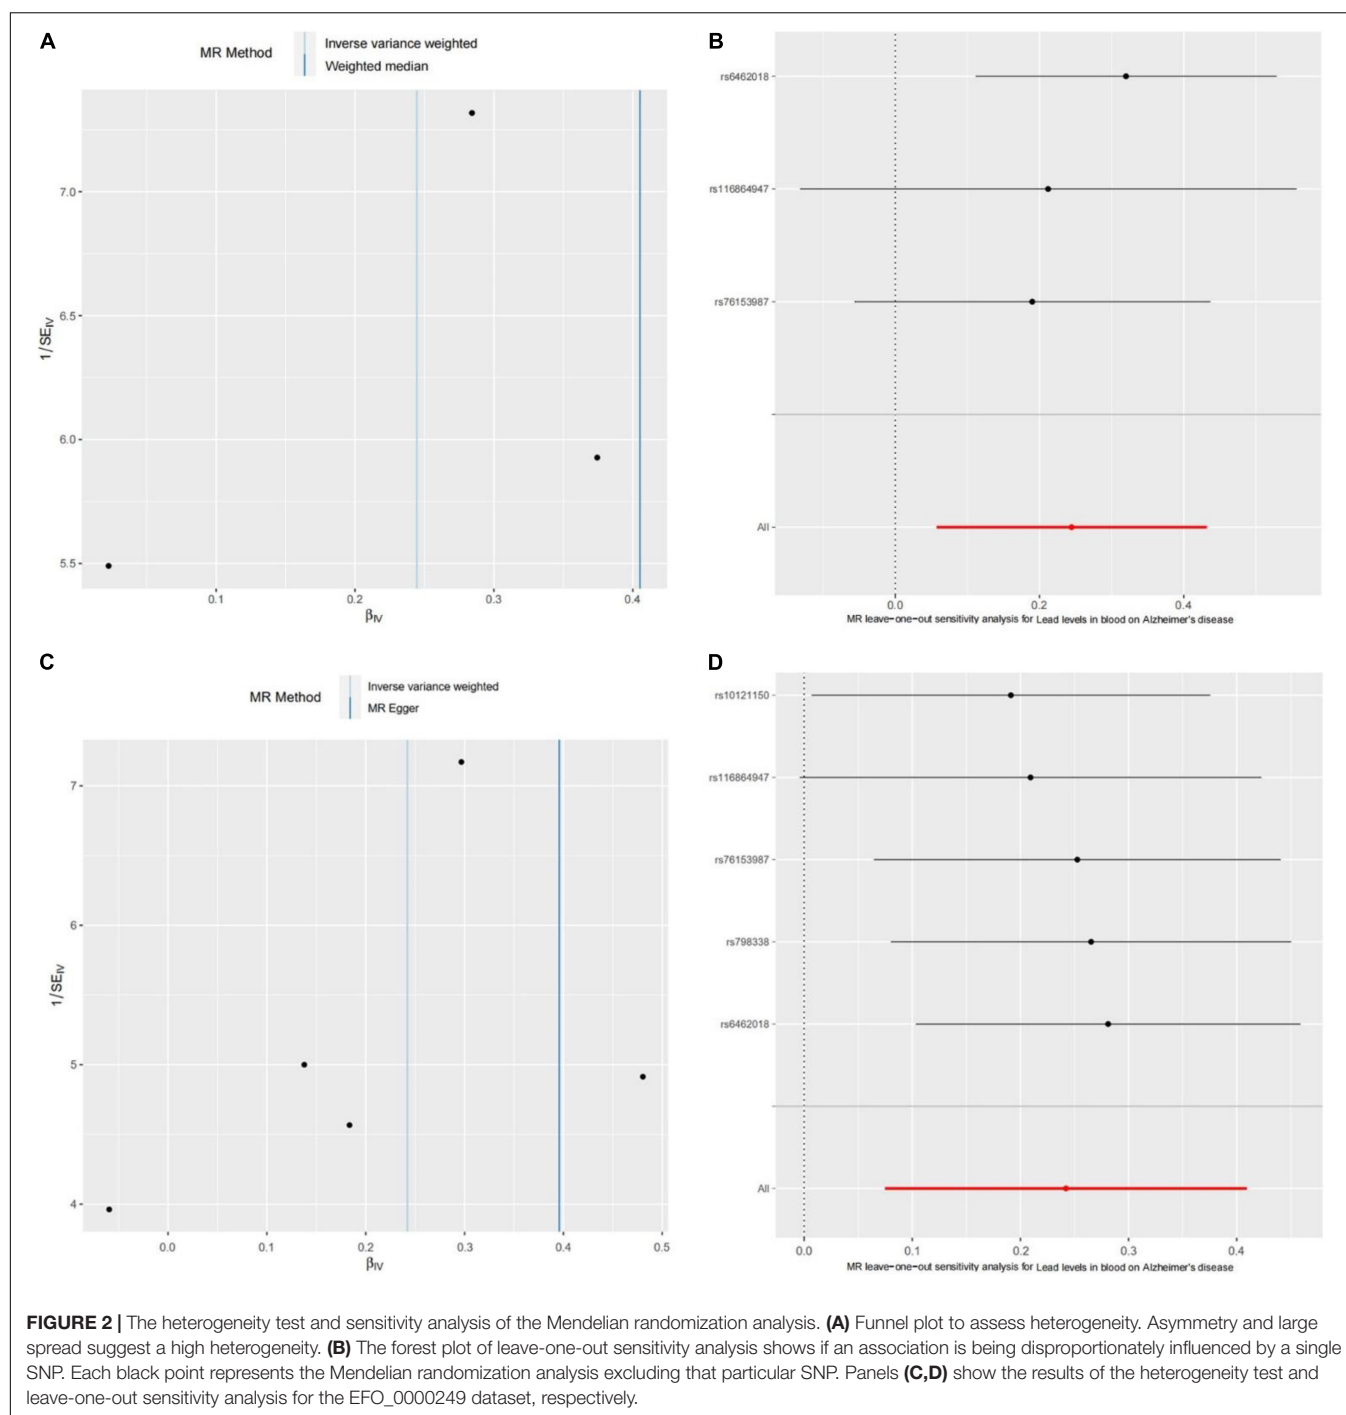 A
MR Method
Inverse variance weighted
Weighted median
7.0
6.5
6.0
5.5
1/SEIV
0.1 0.2 0.3 0.4
βIV
B
rs6462018
rs116864947
rs76153987
All
0.0 0.2 0.4
MR leave-one-out sensitivity analysis for Lead levels in blood on Alzheimer's disease
C
MR Method
Inverse variance weighted
MR Egger
7
6
5
4
1/SEIV
0.0 0.1 0.2 0.3 0.4 0.5
βIV
D
rs10121150
rs116864947
rs76153987
rs798338
rs6462018
All
0.0 0.1 0.2 0.3 0.4
MR leave-one-out sensitivity analysis for Lead levels in blood on Alzheimer's disease
FIGURE 2 | The heterogeneity test and sensitivity analysis of the Mendelian randomization analysis. (A) Funnel plot to assess heterogeneity. Asymmetry and large
spread suggest a high heterogeneity. (B) The forest plot of leave-one-out sensitivity analysis shows if an association is being disproportionately influenced by a single
SNP. Each black point represents the Mendelian randomization analysis excluding that particular SNP. Panels (C,D) show the results of the heterogeneity test and
leave-one-out sensitivity analysis for the EFO_0000249 dataset, respectively.